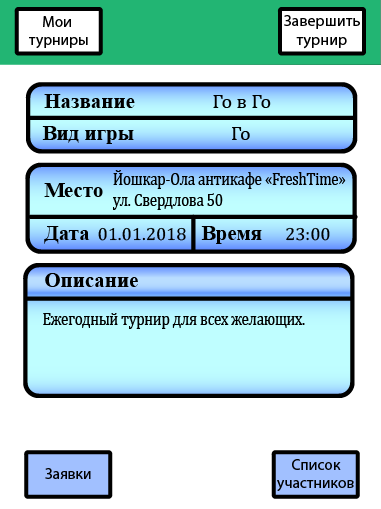 Мои
турниры
Завершить
турнир
Название Го в Го
Вид игры Го
Место Йошкар-Ола антикафе «FreshTime»
ул. Свердлова 50
Дата 01.01.2018 Время 23:00
Описание
Ежегодный турнир для всех желающих.
Заявки
Список
участников